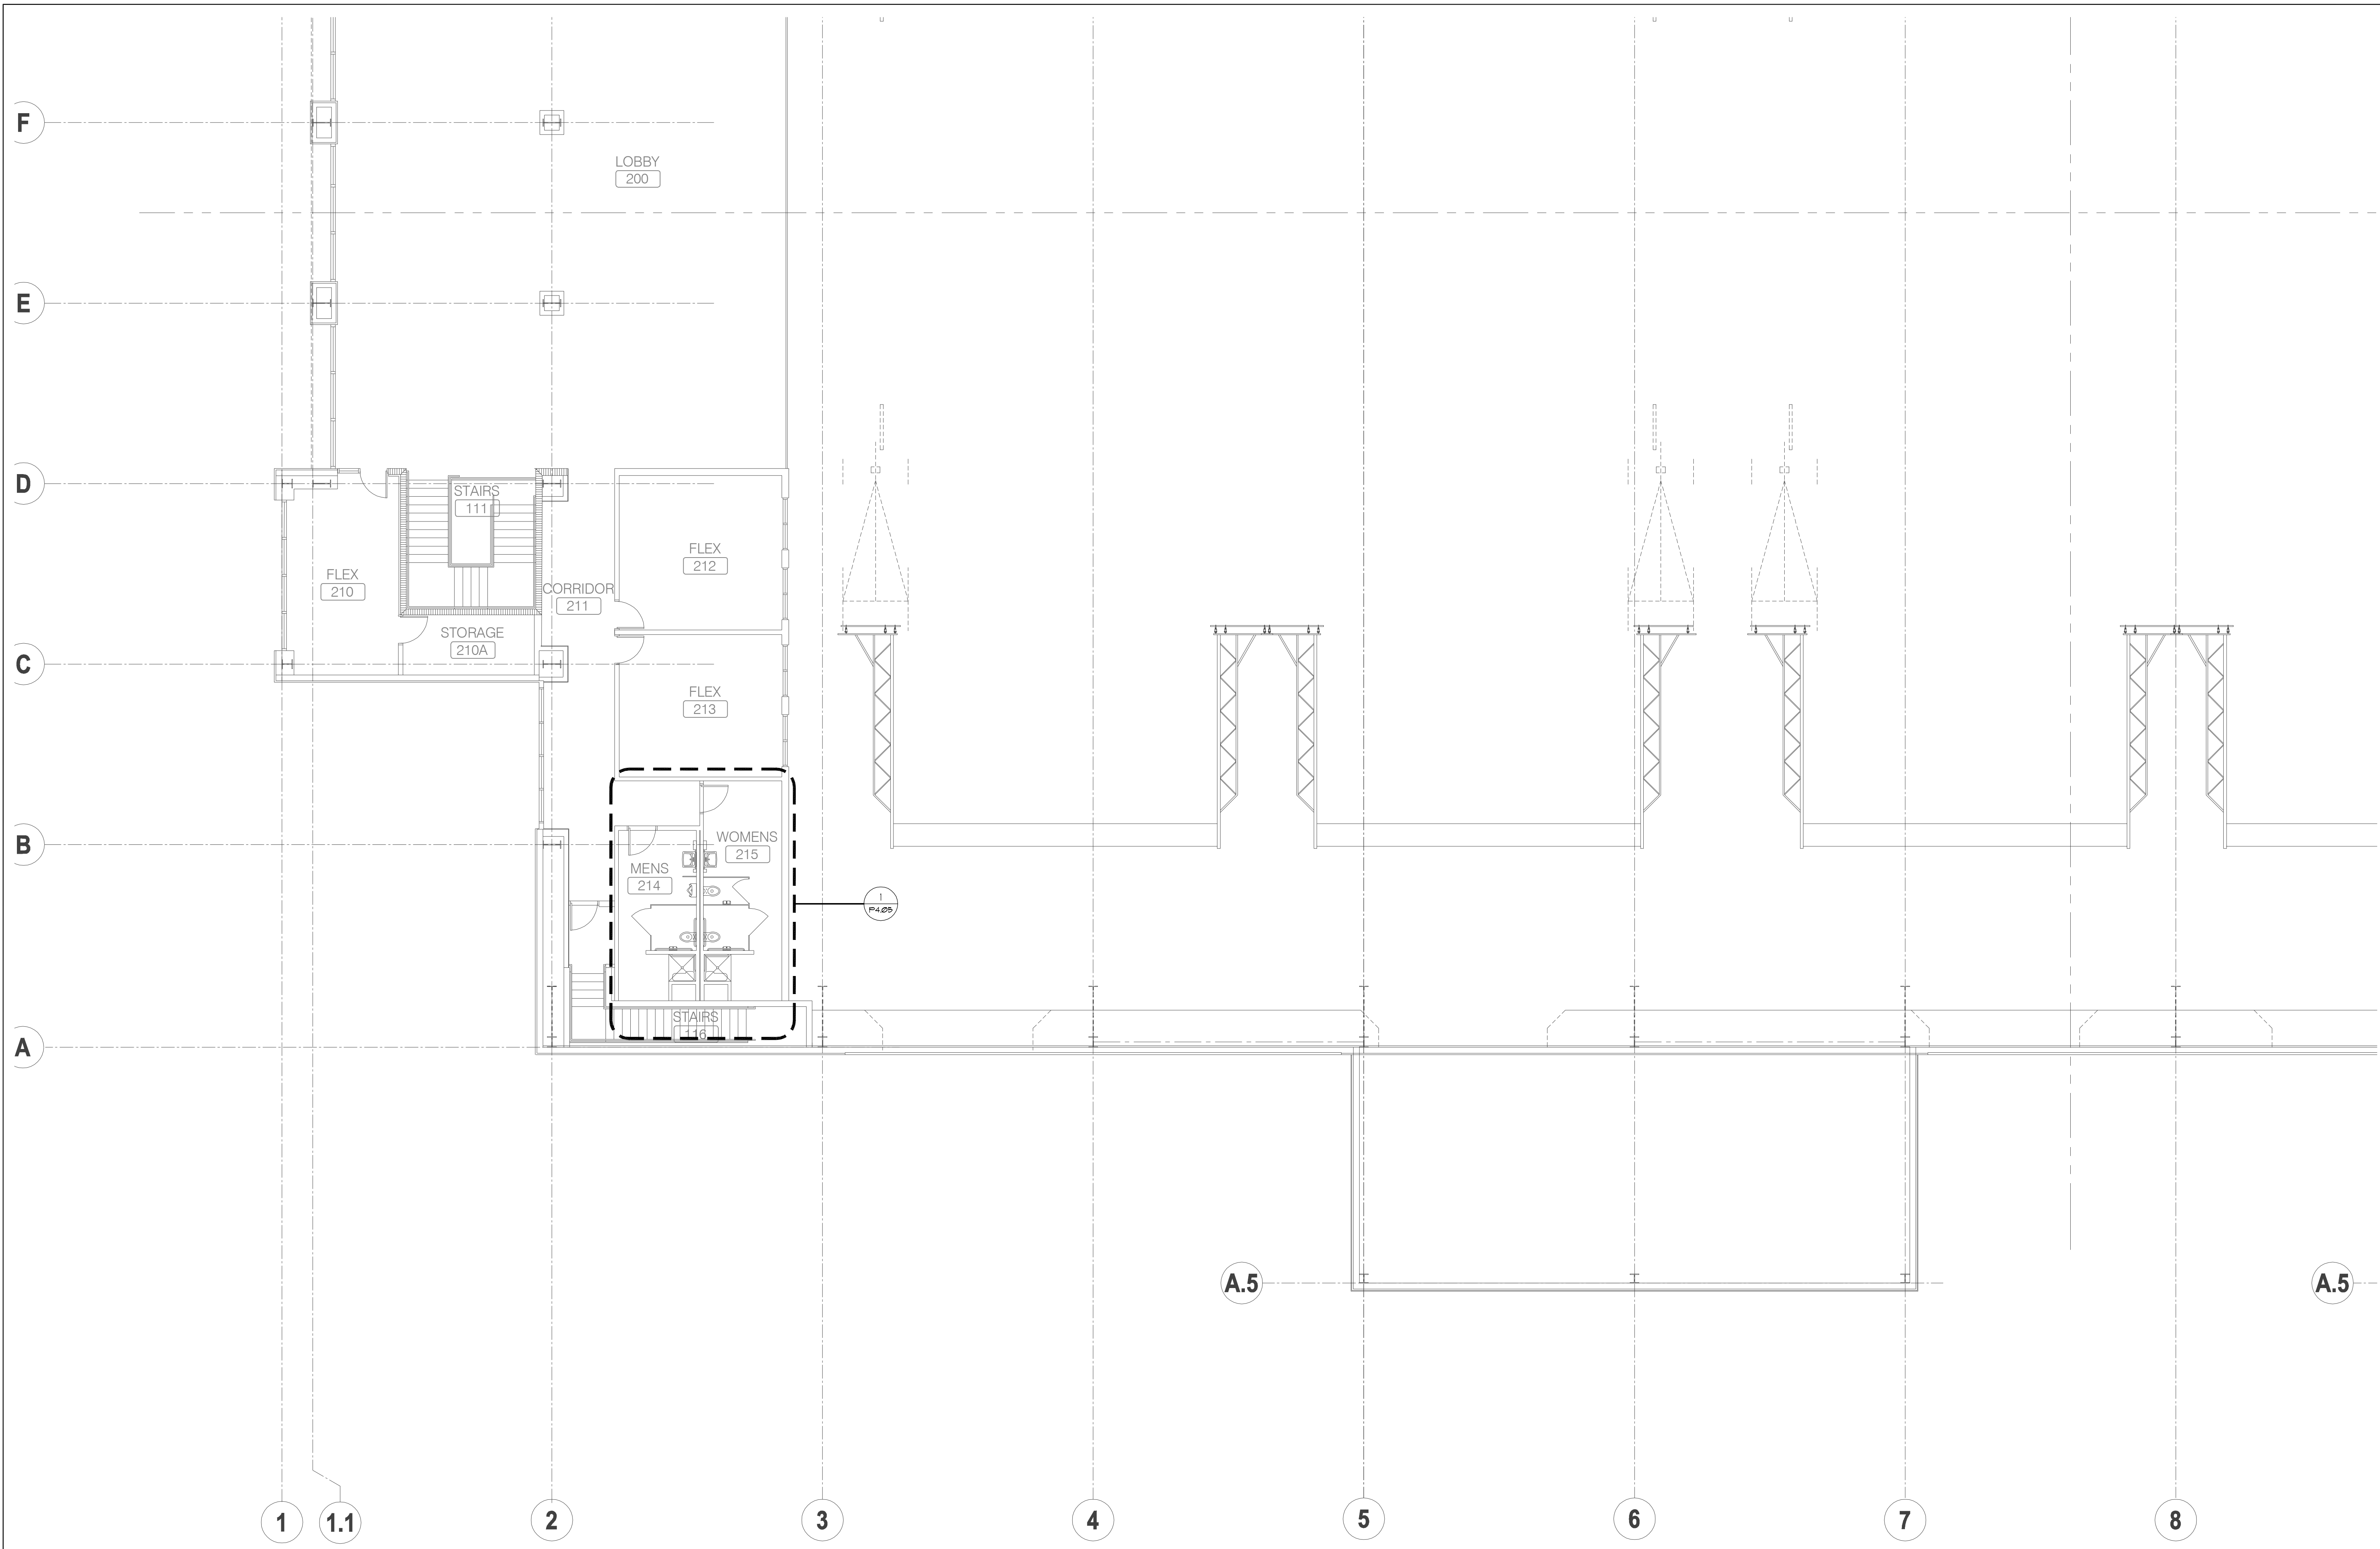 F
LOBBY
200
E
D
STAIRS
111
FLEX
212
FLEX
210
CORRIDOR
211
STORAGE
210A
C
FLEX
213
B
WOMENS
215
MENS
214
1
P4.05
STAIRS
116
A
A.5
A.5
1
1.1
2
3
4
5
6
7
8